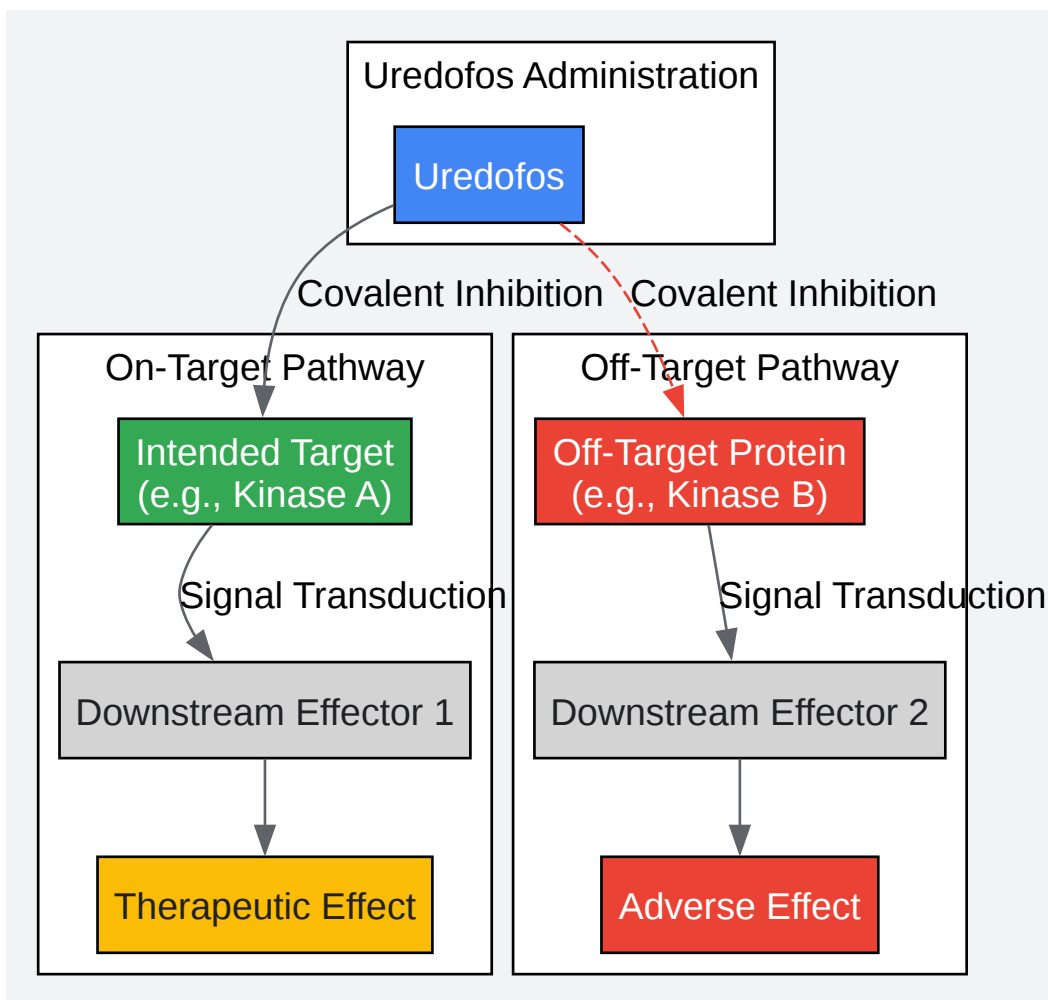 Uredofos Administration
Uredofos
Covalent Inhibition
Covalent Inhibition
On-Target Pathway
Off-Target Pathway
Intended Target
(e.g., Kinase A)
Off-Target Protein
(e.g., Kinase B)
Signal Transduction
Signal Transduction
Downstream Effector 1
Downstream Effector 2
Therapeutic Effect
Adverse Effect